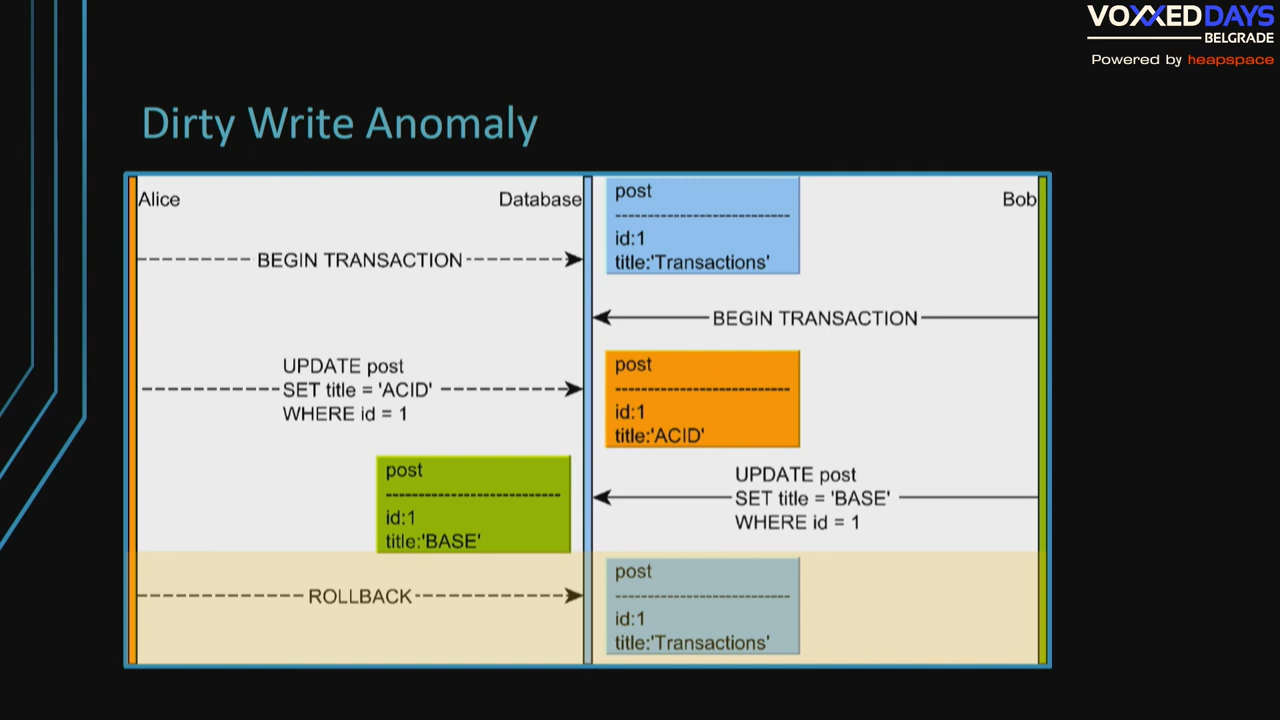 VOXXEDDAYS
BELGRADE
Powered by heapspace
Dirty Write Anomaly
Alice
Database
Bob
post
---------------------------
id:1
title:'Transactions'
BEGIN TRANSACTION
BEGIN TRANSACTION
UPDATE post
SET title = 'ACID'
WHERE id = 1
post
---------------------------
id:1
title:'ACID'
post
---------------------------
id:1
title:'BASE'
UPDATE post
SET title = 'BASE'
WHERE id = 1
ROLLBACK
post
---------------------------
id:1
title:'Transactions'